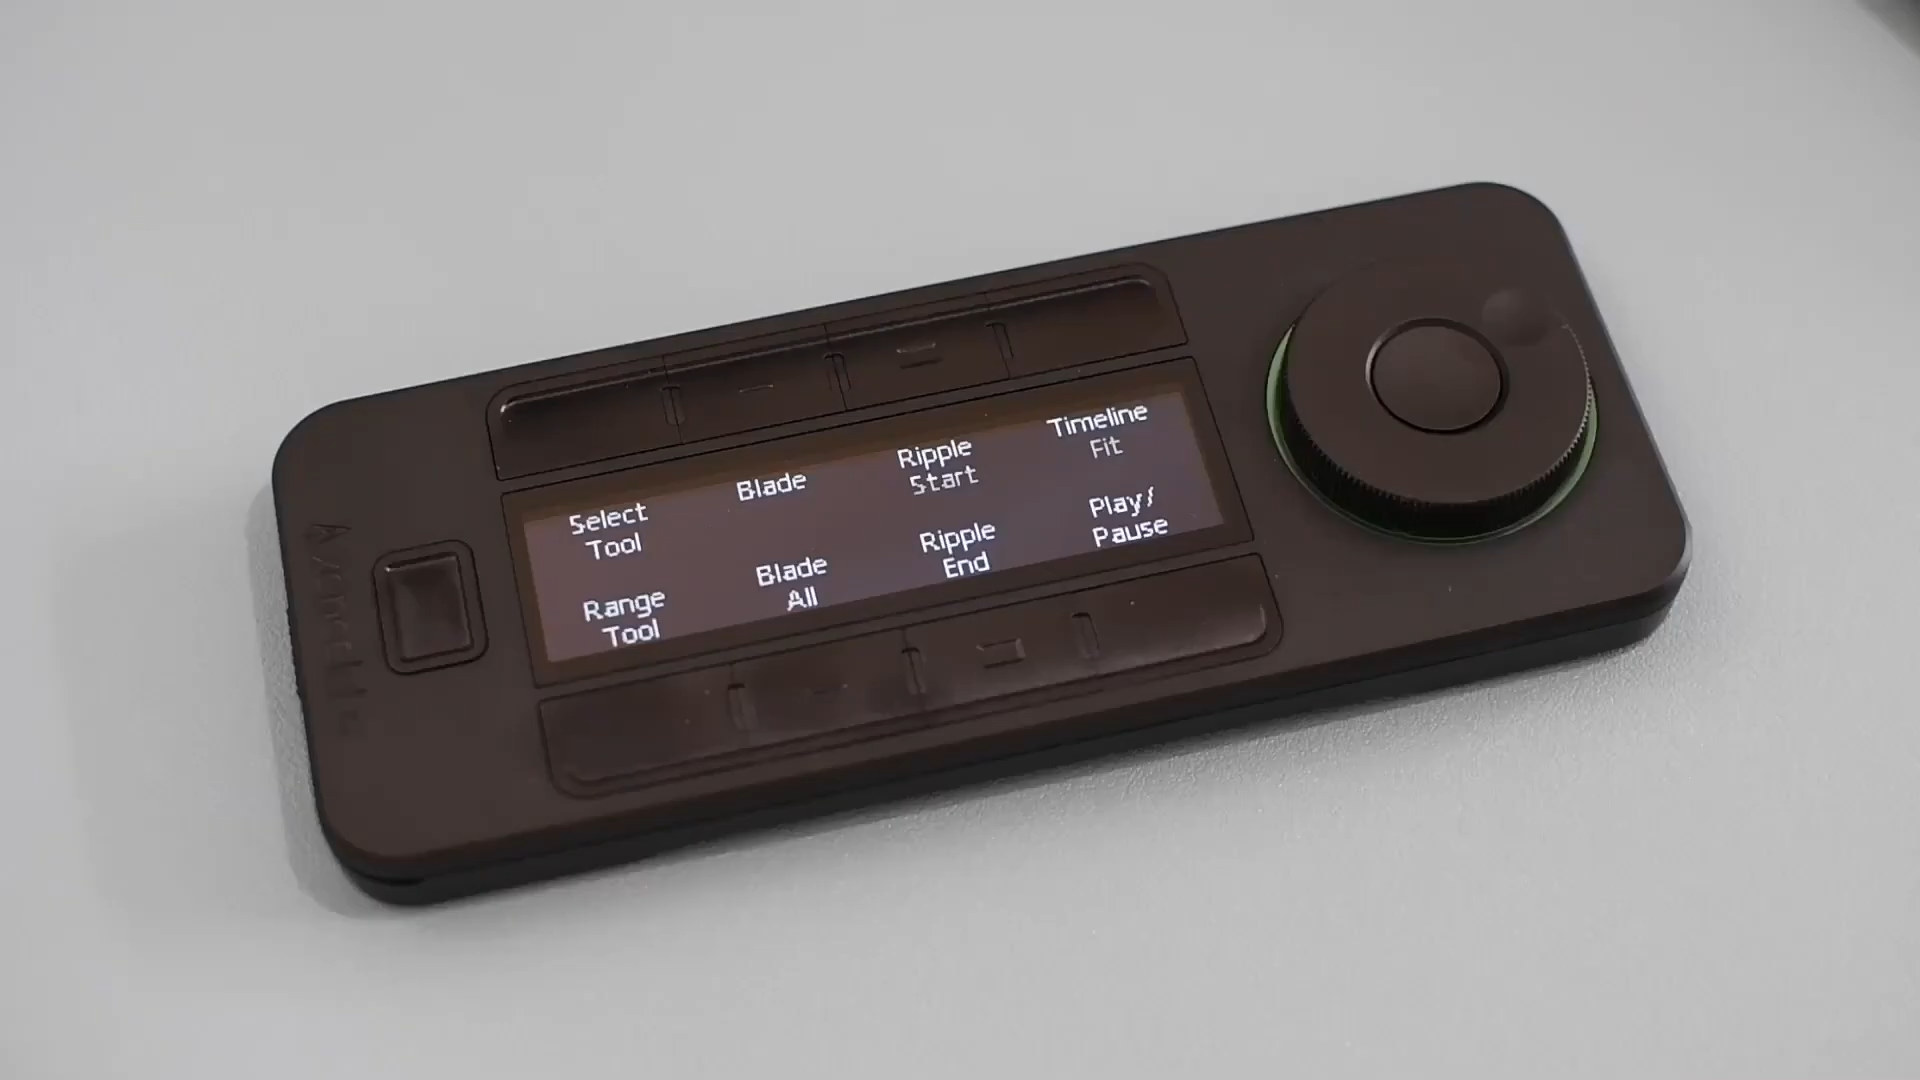 Select
Tool
Blade
Ripple
Start
Timeline
Fit
Range
Tool
Blade
All
Ripple
End
Play/
Pause